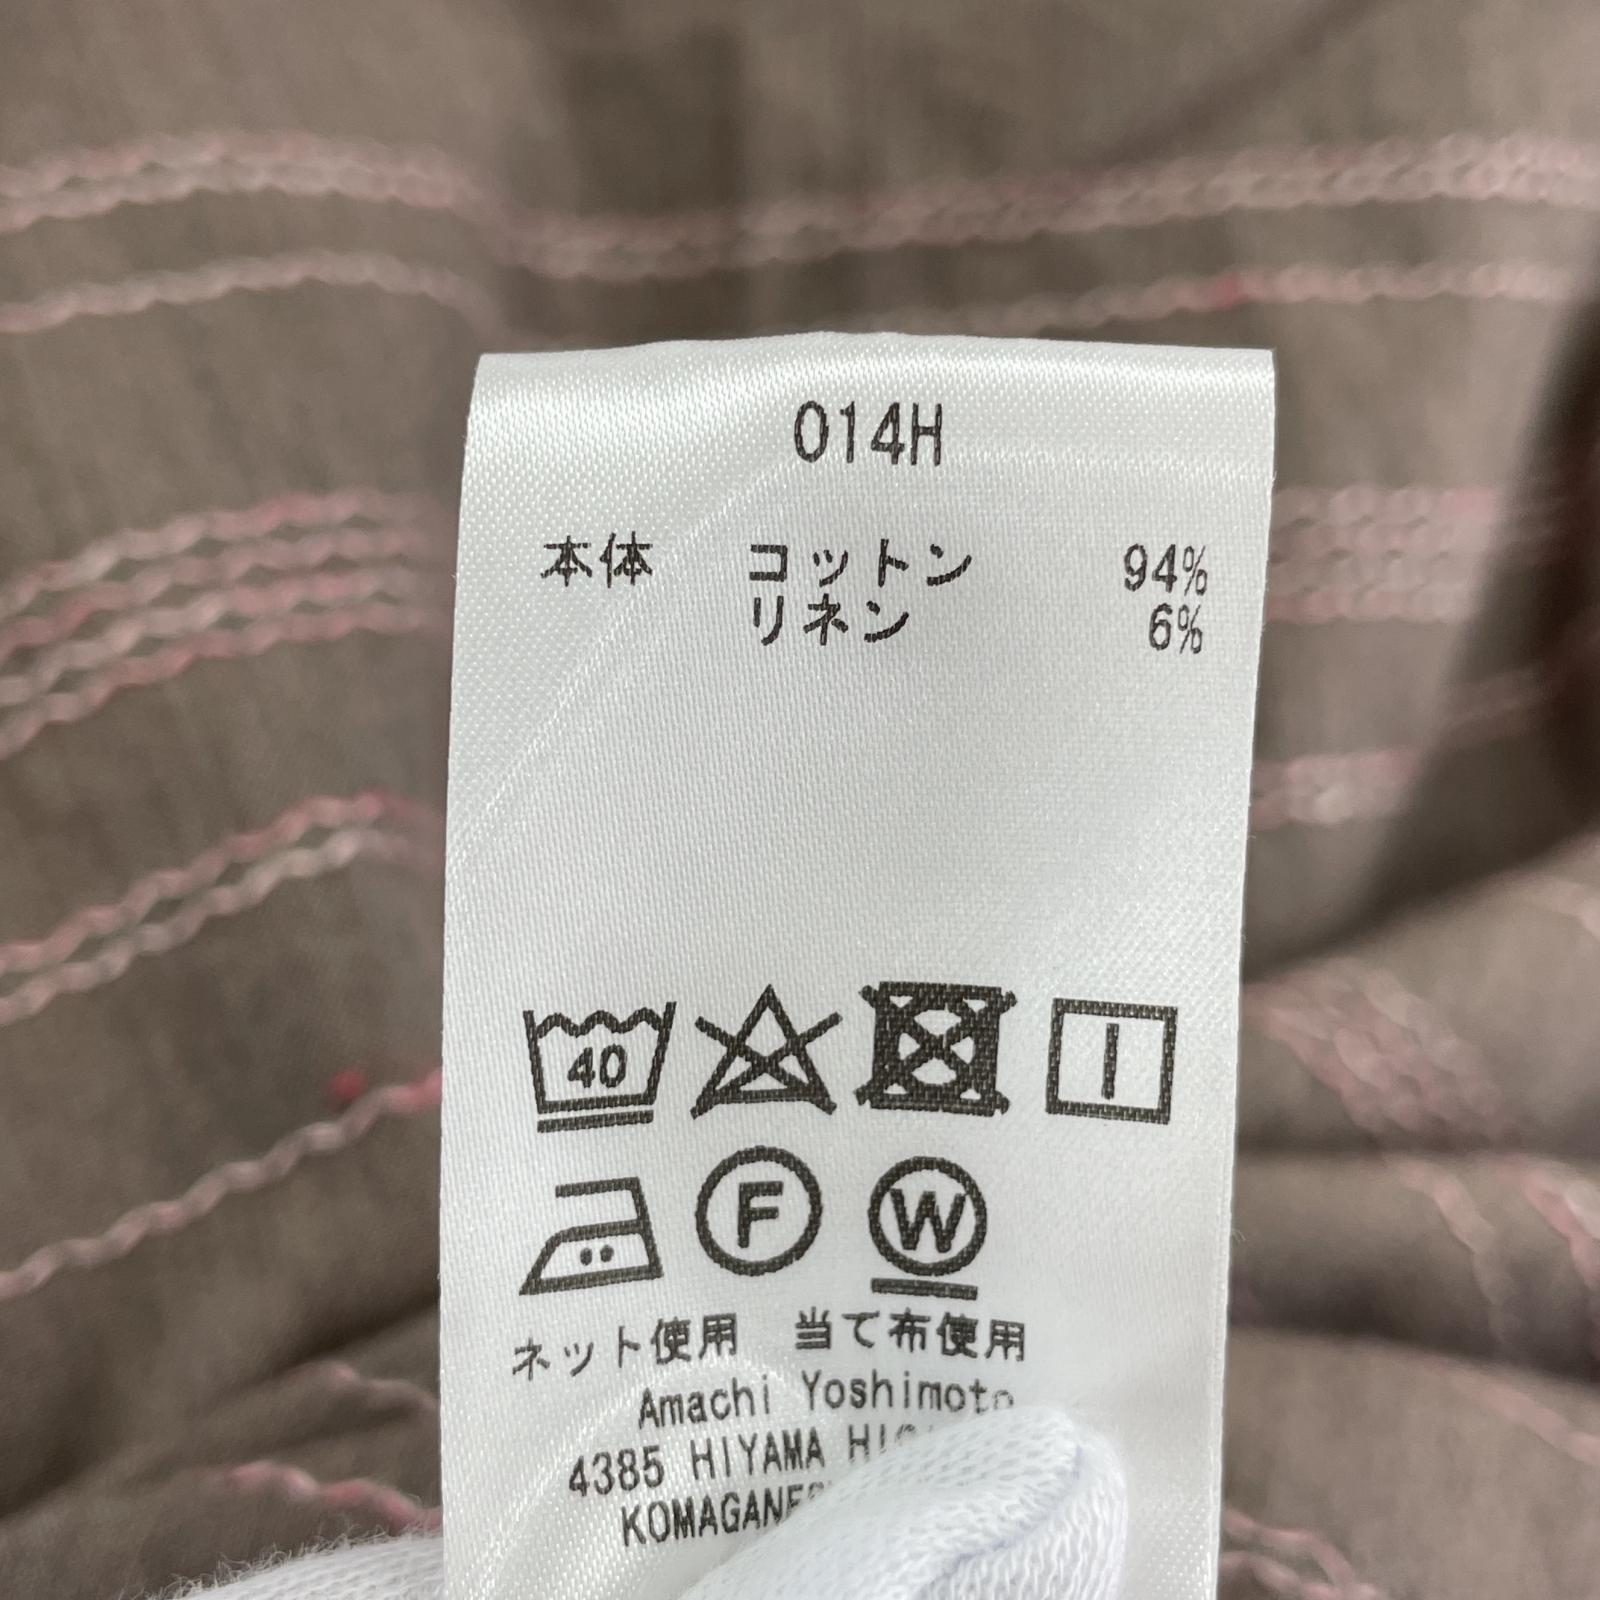 014H
本体 コットン 94%
リネン 6%
40
F W
ネット使用 当て布使用
Amachi Yoshimoto
4385 HIYAMA